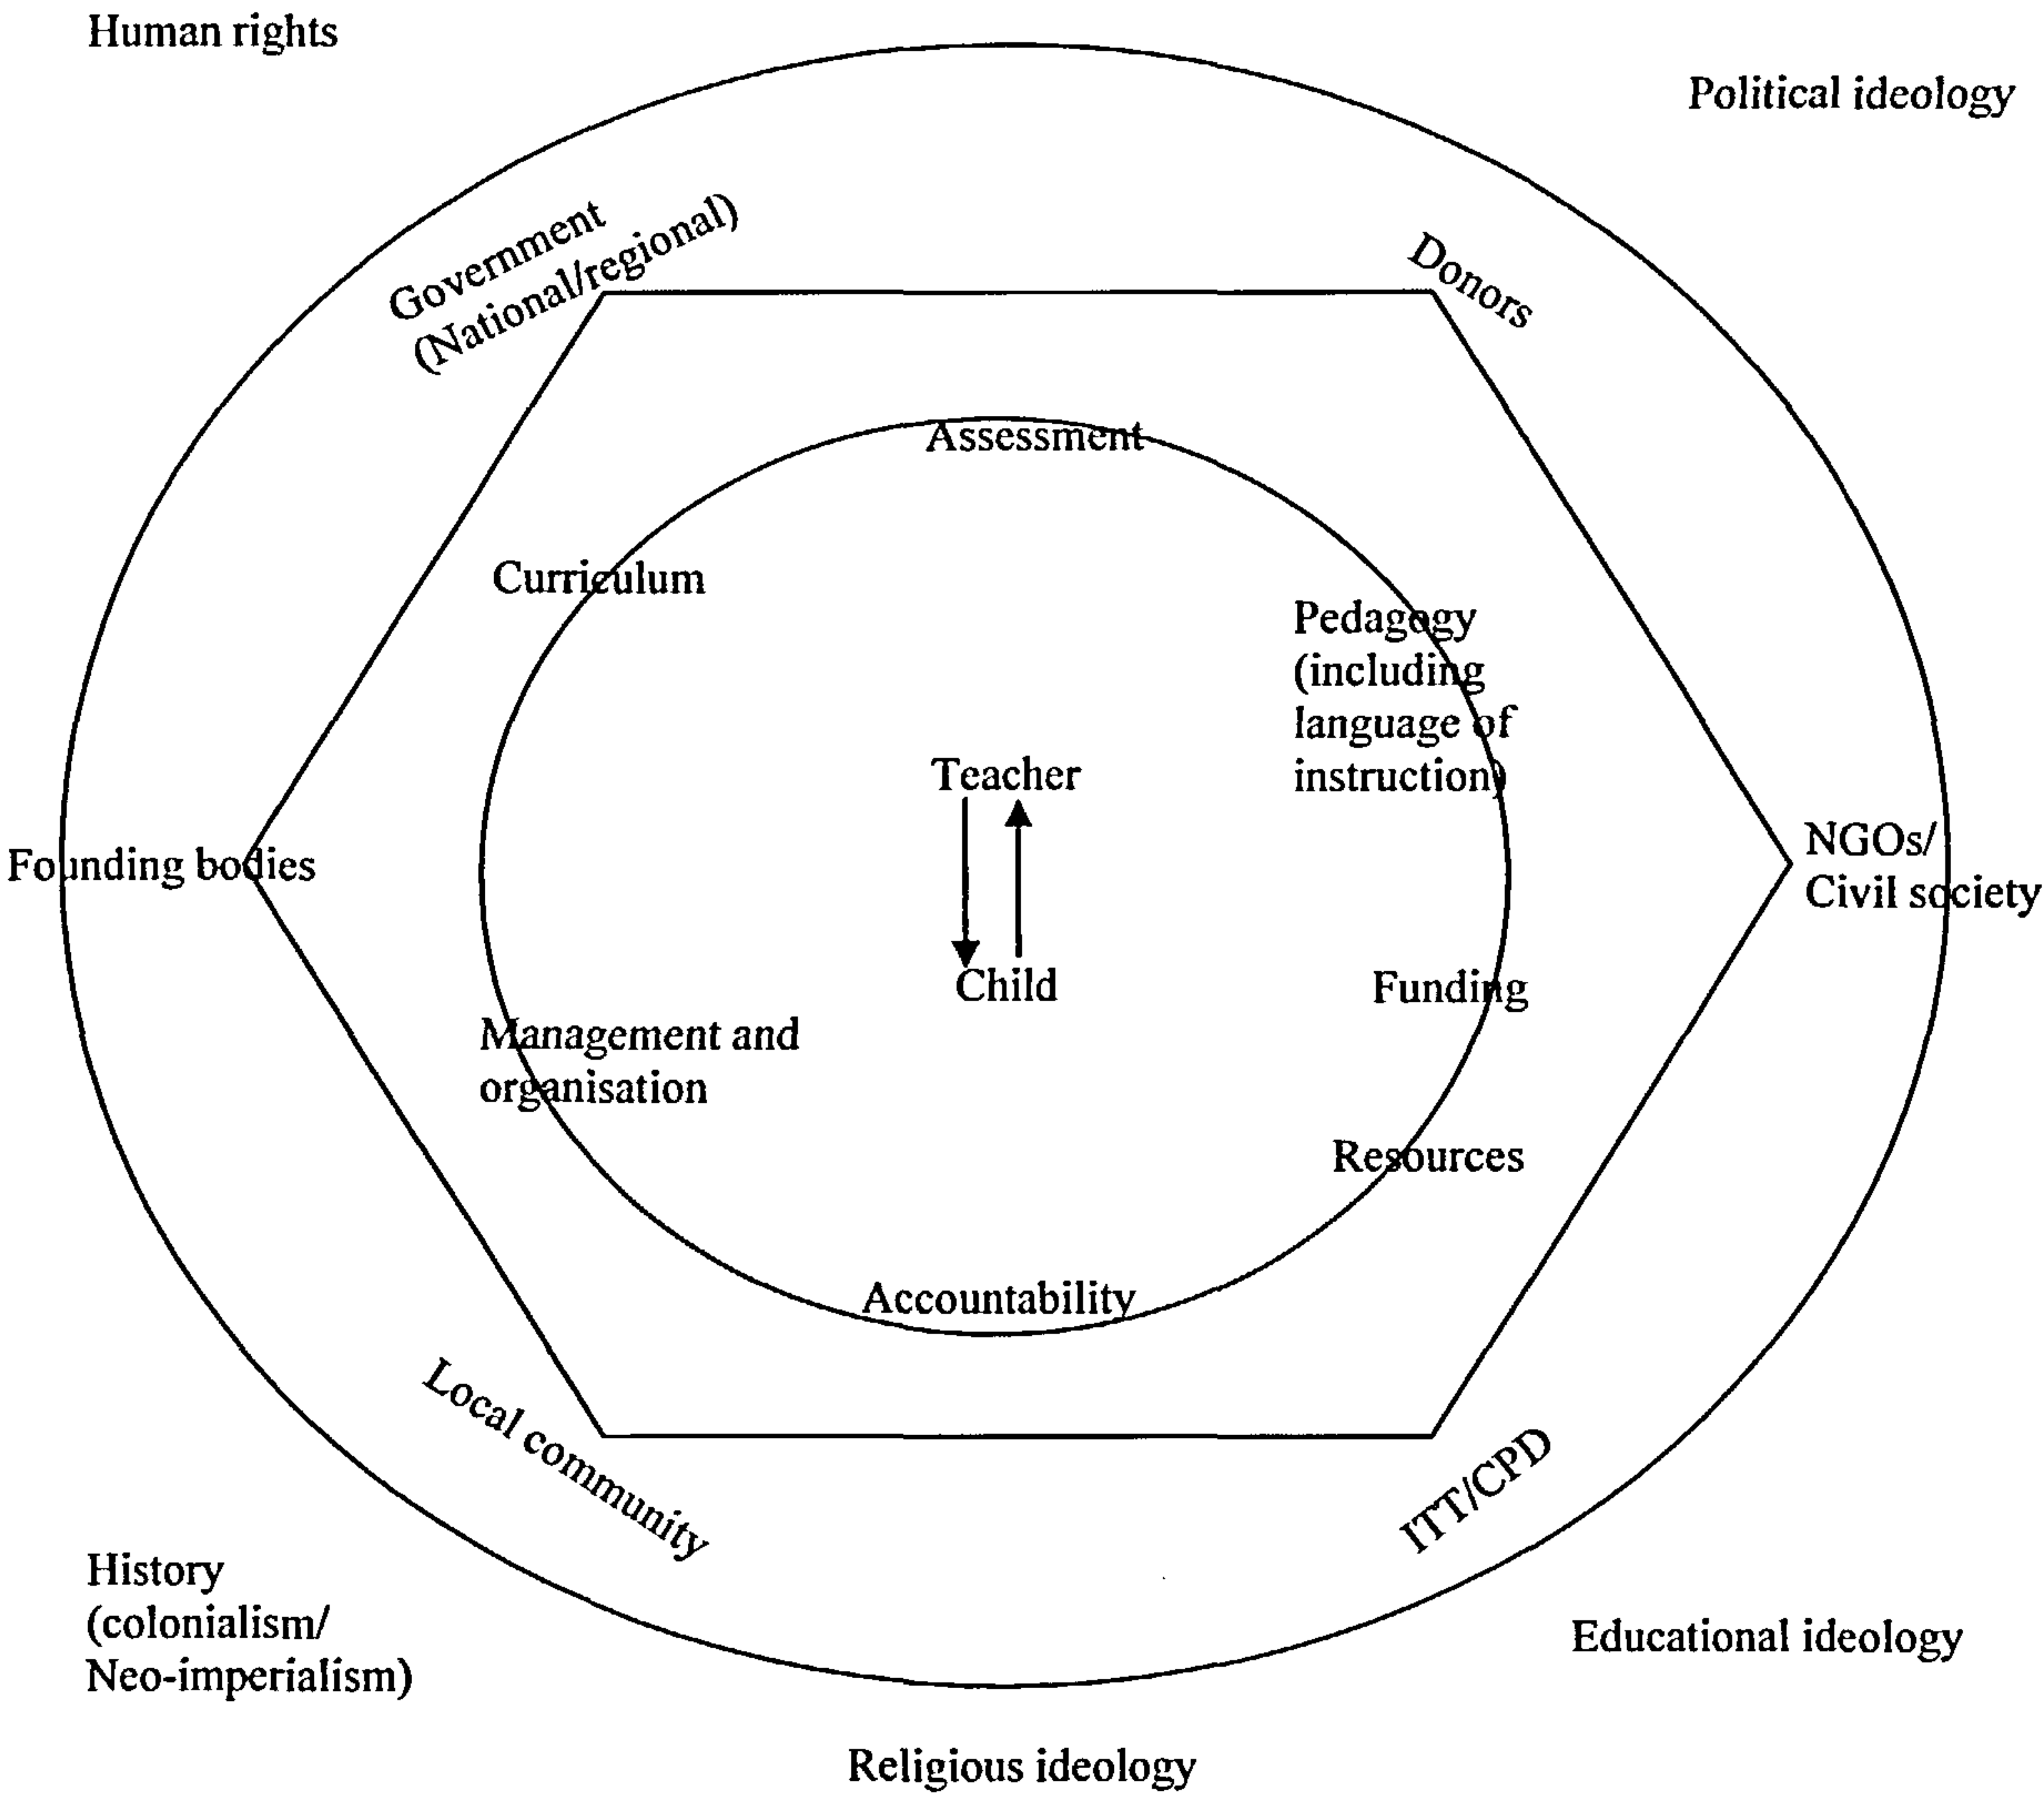 Human rights
Political ideology
Government
(National/regional)
Donors
Assessment
Curriculum
Pedagogy
(including
language of
instruction)
Teacher
Founding bodies
NGOs/
Civil society
Child
Funding
Management and
organisation
Resources
Accountability
Local community
ITT/CPD
History
(colonialism/
Neo-imperialism)
Educational ideology
Religious ideology